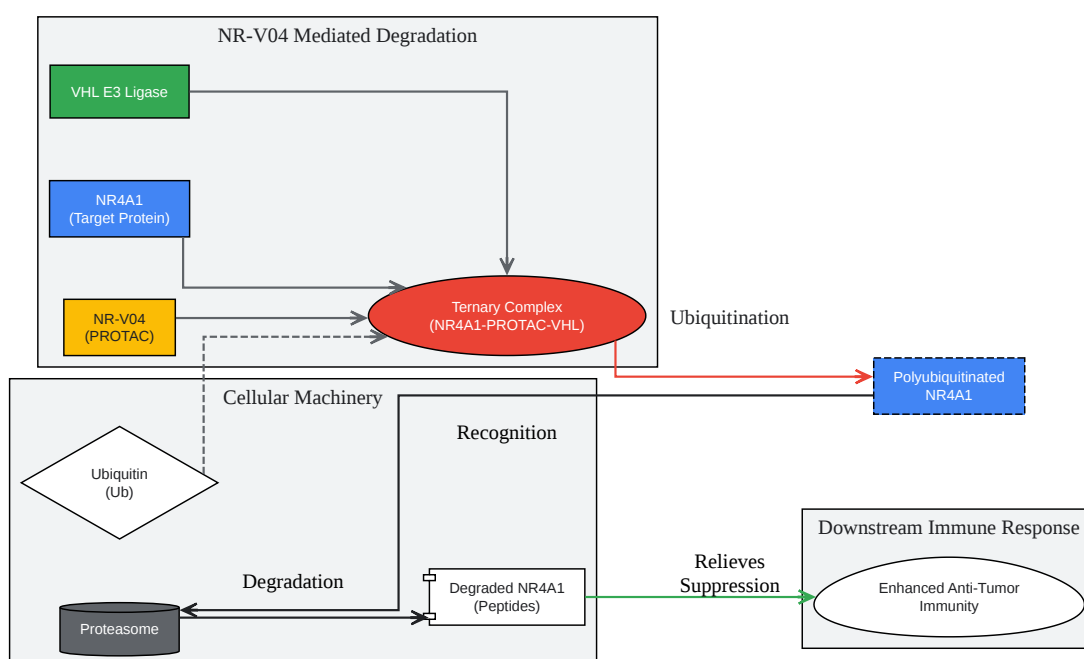 NR-V04 Mediated Degradation
VHL E3 Ligase
NR4A1
(Target Protein)
NR-V04
(PROTAC)
Ternary Complex
(NR4A1-PROTAC-VHL)
Ubiquitination
Polyubiquitinated
NR4A1
Cellular Machinery
Recognition
Ubiquitin
(Ub)
Degradation
Proteasome
Degraded NR4A1
(Peptides)
Relieves
Suppression
Downstream Immune Response
Enhanced Anti-Tumor
Immunity